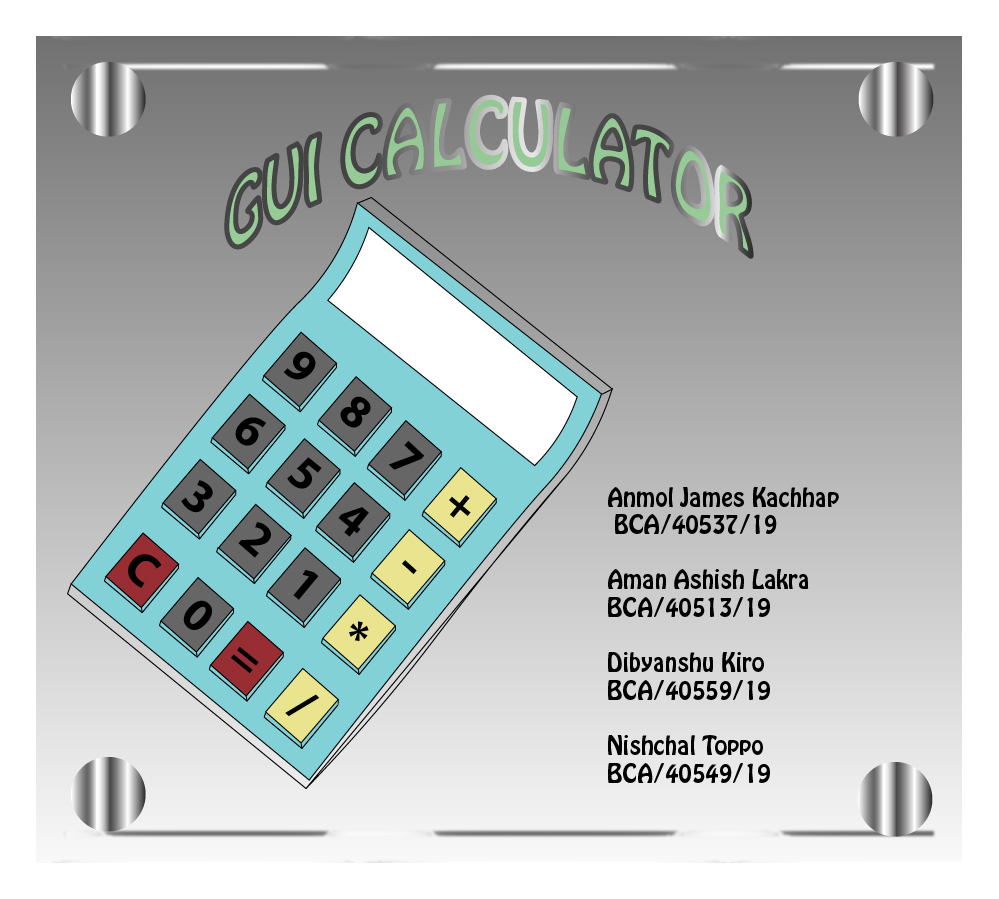 GUI CALCULATOR
9 8 7 +
6 5 4 -
3 2 1 *
C 0 = /
Anmol James Kachhap
BCA/40537/19
Aman Ashish Lakra
BCA/40513/19
Dibyanshu Kiro
BCA/40559/19
Nishchal Toppo
BCA/40549/19